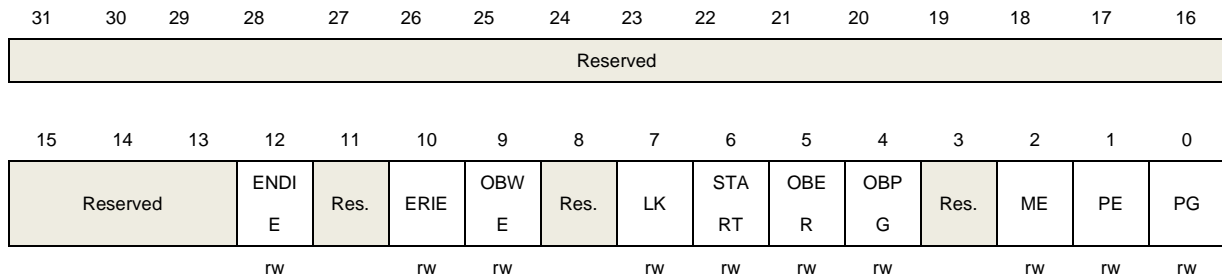 31 30 29 28 27 26 25 24 23 22 21 20 19 18 17 16
Reserved
15 14 13 12 11 10 9 8 7 6 5 4 3 2 1 0
Reserved ENDI E Res. ERIE OBW E Res. LK STA RT OBE R OBP G Res. ME PE PG
rw rw rw rw rw rw rw rw rw rw